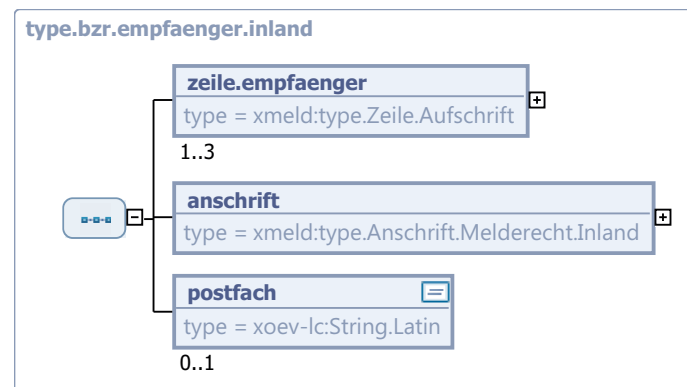 type.bzr.empfaenger.inland
zeile.empfaenger
type = xmeld:type.Zeile.Aufschrift
1..3
anschrift
type = xmeld:type.Anschrift.Melderecht.Inland
postfach
type = xoev-lc:String.Latin
0..1